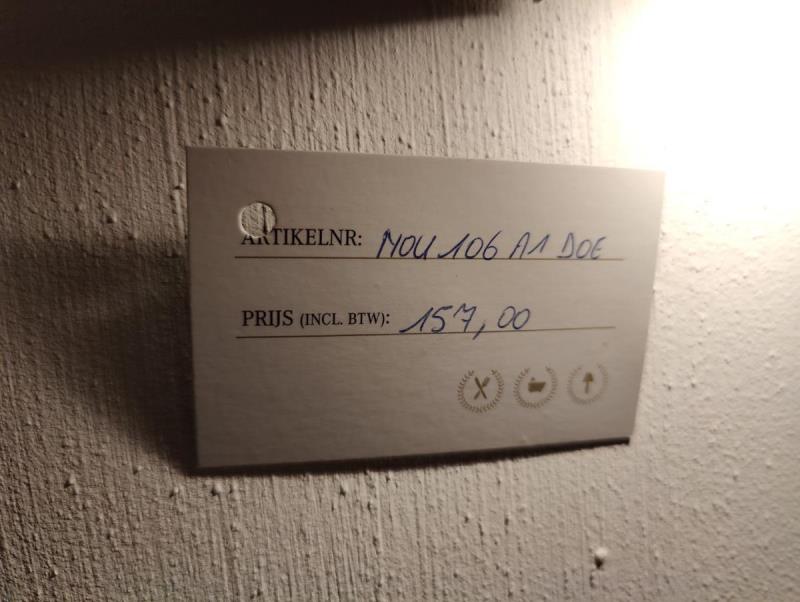 ARTIKELNR: MOU 106 A1 DOE
PRIJS (INCL. BTW): 157,00